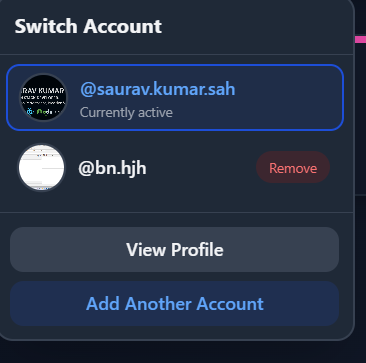 Switch Account
@saurav.kumar.sah
Currently active
@bn.hjh
Remove
View Profile
Add Another Account